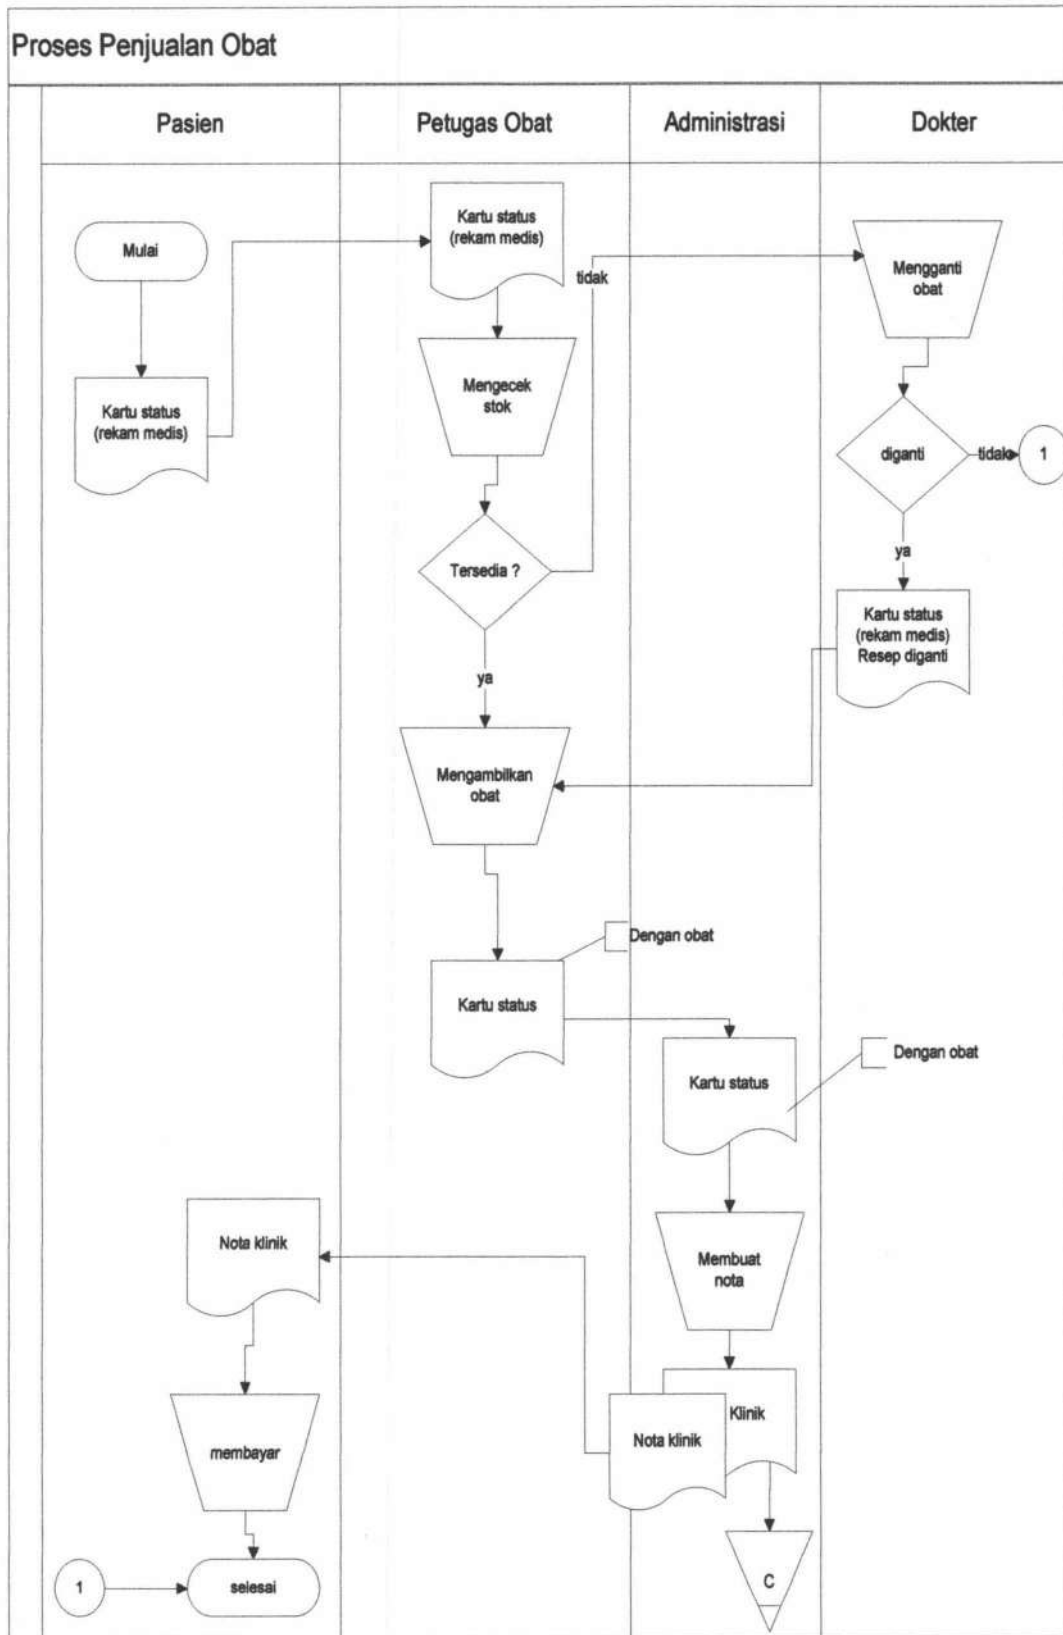 Proses Penjualan Obat
Pasien
Petugas Obat
Administrasi
Dokter
Mulai
Kartu status
(rekam medis)
Kartu status
(rekam medis)
Mengecek
stok
Tersedia ?
tidak
ya
Mengganti
obat
diganti
tidak
1
ya
Kartu status
(rekam medis)
Resep diganti
Mengambilkan
obat
Dengan obat
Kartu status
Kartu status
Dengan obat
Membuat
nota
Klinik
Nota klinik
C
Nota klinik
membayar
1
selesai